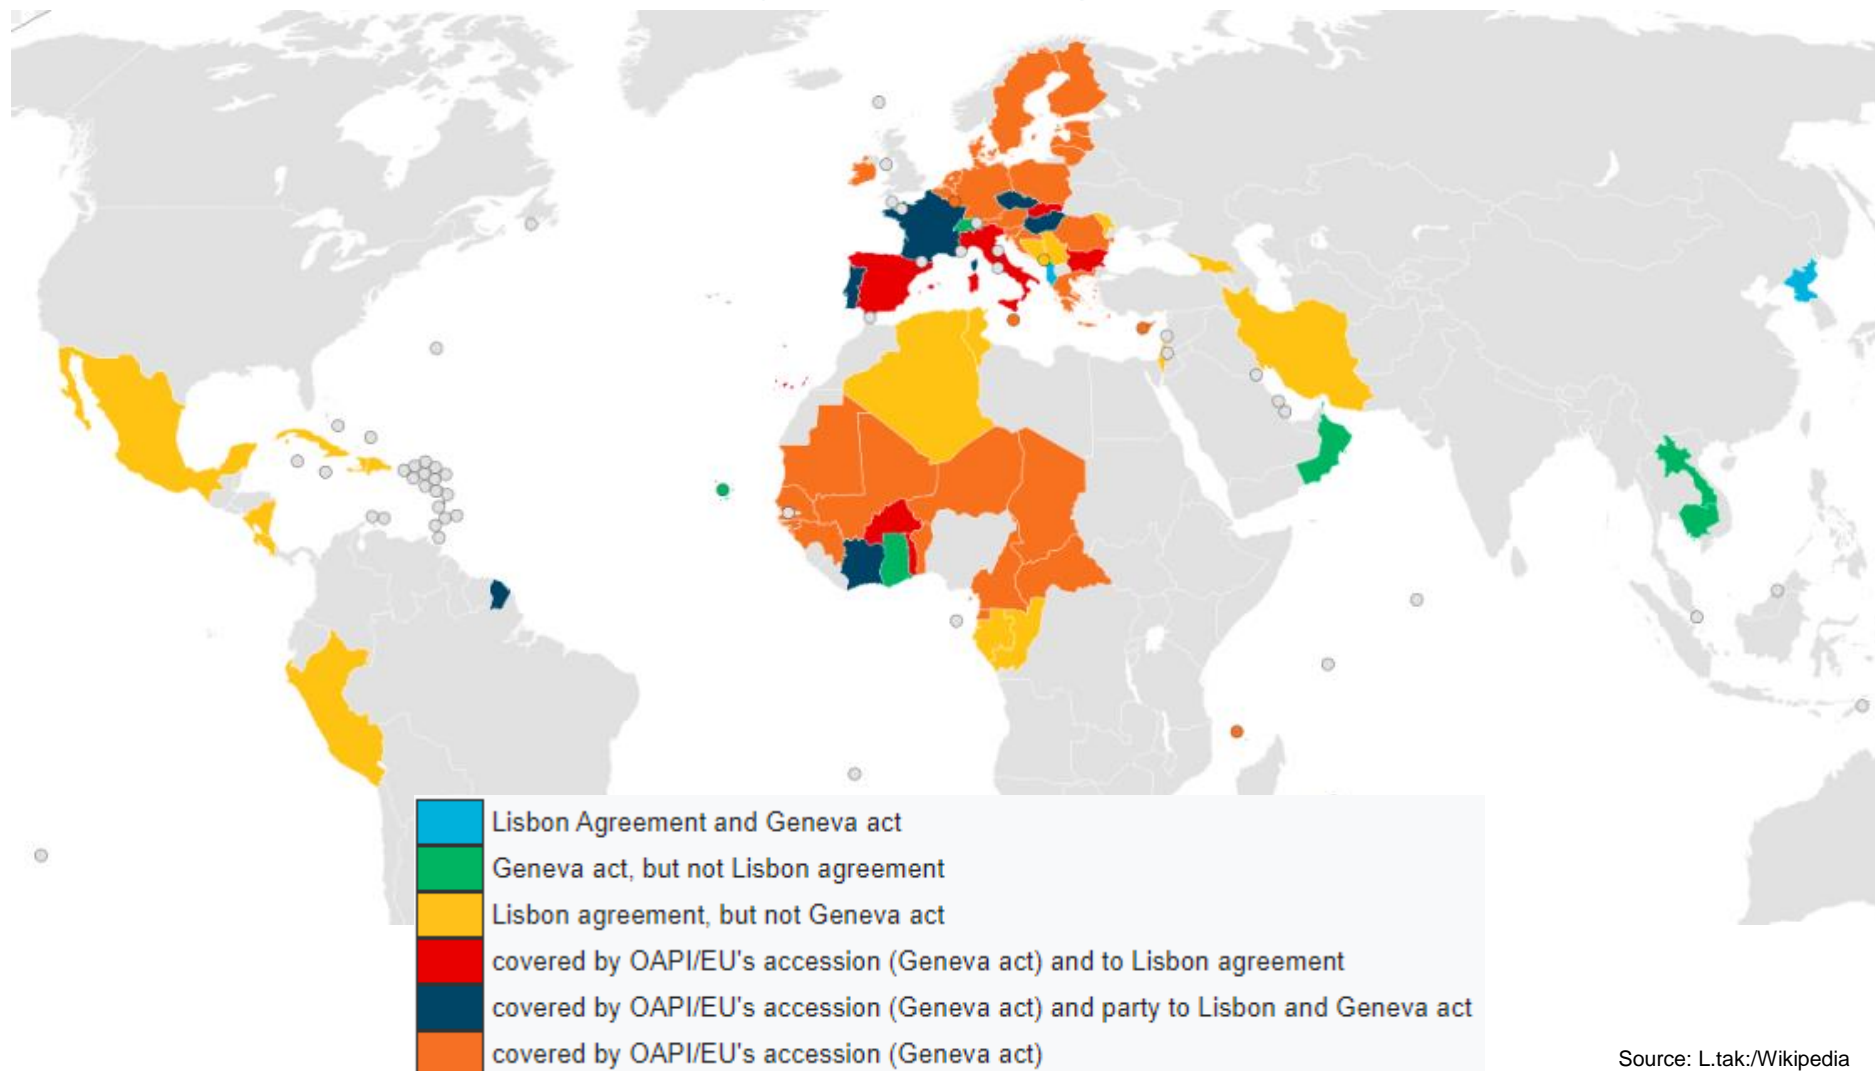 Lisbon Agreement and Geneva act
Geneva act, but not Lisbon agreement
Lisbon agreement, but not Geneva act
covered by OAPI/EU's accession (Geneva act) and to Lisbon agreement
covered by OAPI/EU's accession (Geneva act) and party to Lisbon and Geneva act
covered by OAPI/EU's accession (Geneva act)
Source: L.tak:/Wikipedia